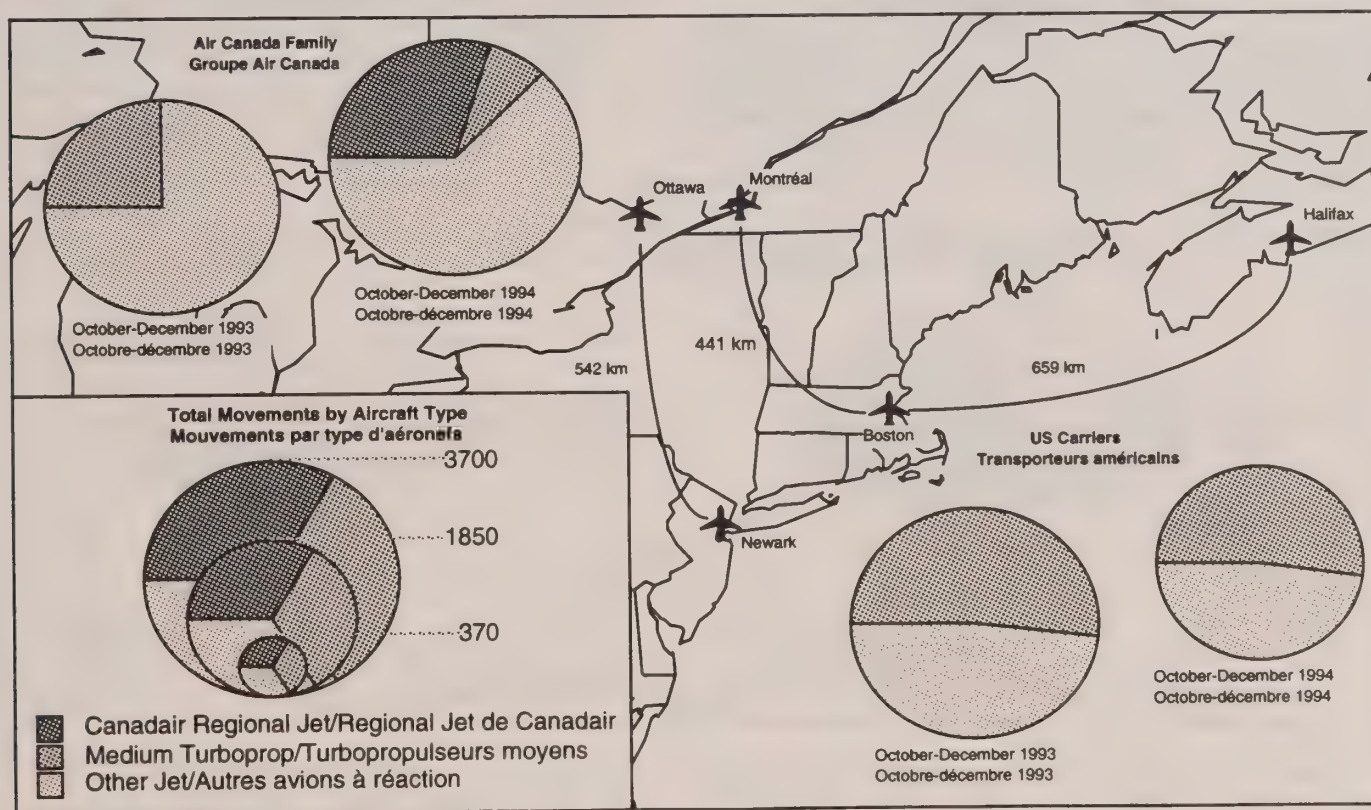 Air Canada Family
Groupe Air Canada
October-December 1993
Octobre-décembre 1993
October-December 1994
Octobre-décembre 1994
Ottawa
Montréal
Halifax
542 km
441 km
659 km
Boston
Newark
US Carriers
Transporteurs américains
October-December 1993
Octobre-décembre 1993
October-December 1994
Octobre-décembre 1994
Total Movements by Aircraft Type
Mouvements par type d'aéronefs
3700
1850
370
Canadair Regional Jet/Regional Jet de Canadair
Medium Turboprop/Turbopropulseurs moyens
Other Jet/Autres avions à réaction